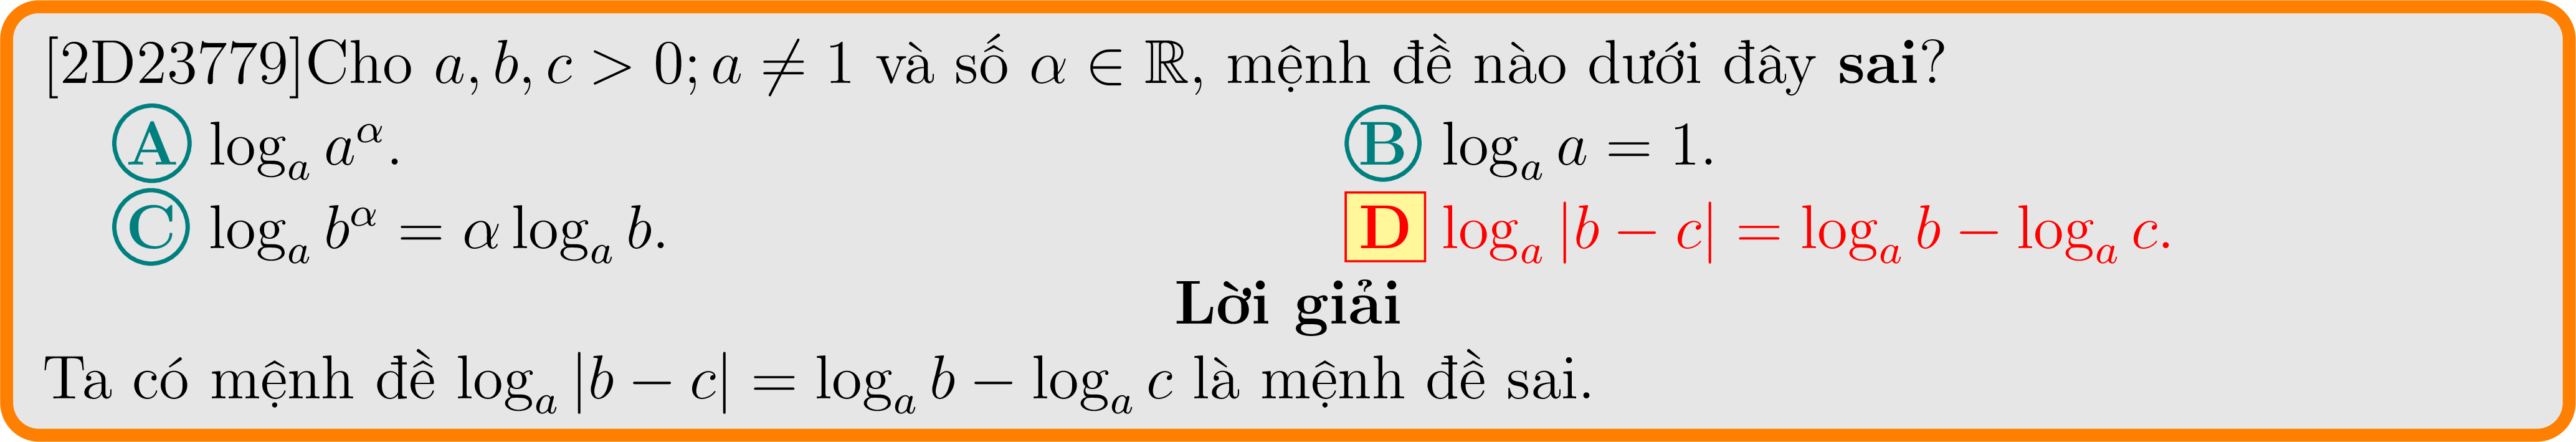 [2D23779]Cho $a, b, c > 0; a \neq 1$ và số $\alpha \in \mathbb{R}$, mệnh đề nào dưới đây sai?
A $\log_a a^\alpha$. B $\log_a a = 1$.
C $\log_a b^\alpha = \alpha \log_a b$. D $\log_a |b - c| = \log_a b - \log_a c$.
Lời giải
Ta có mệnh đề $\log_a |b - c| = \log_a b - \log_a c$ là mệnh đề sai.